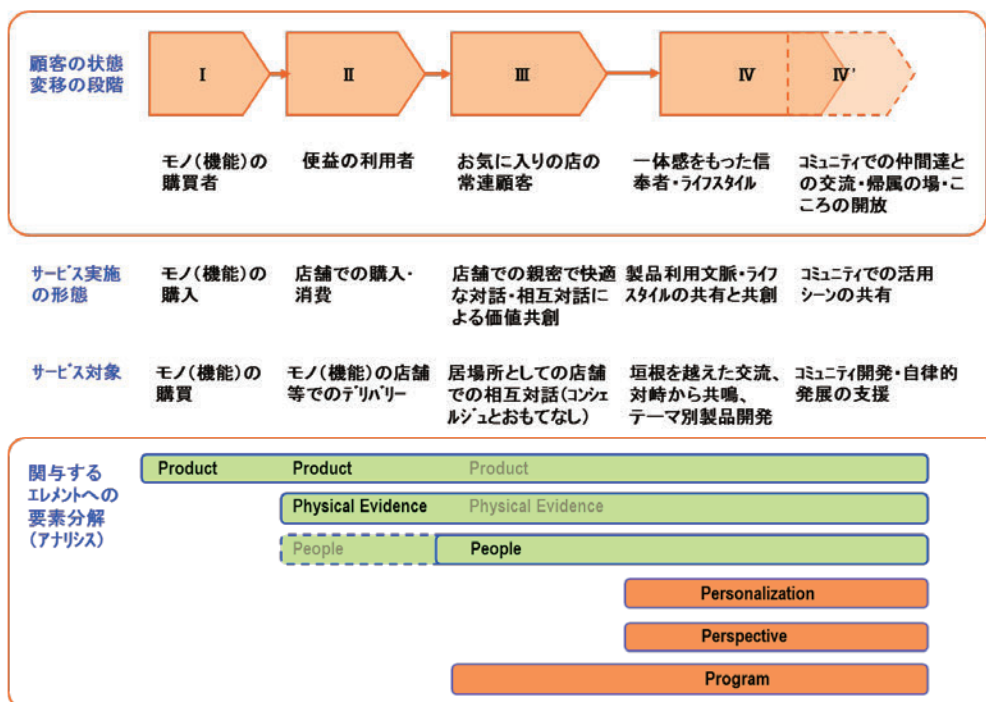 顧客の状態
変移の段階
Ⅰ
Ⅱ
Ⅲ
Ⅳ
Ⅳ'
モノ(機能)の
購買者
便益の利用者
お気に入りの店の
常連顧客
一体感をもった信
奉者・ﾗｲﾌｽﾀｲﾙ
ｺﾐｭﾆﾃｨでの仲間達と
の交流・帰属の場・こ
ころの開放
ｻｰﾋﾞｽ実施
の形態
モノ(機能)の
購入
店舗での購入・
消費
店舗での親密で快適
な対話・相互対話に
よる価値共創
製品利用文脈・ﾗｲﾌ
ｽﾀｲﾙの共有と共創
ｺﾐｭﾆﾃｨでの活用
ｼｰﾝの共有
ｻｰﾋﾞｽ対象
モノ(機能)の
購買
モノ(機能)の店舗
等でのﾃﾞﾘﾊﾞﾘｰ
居場所としての店舗
での相互対話(ｺﾝｼｪ
ﾙｼﾞｭとおもてなし)
垣根を越えた交流、
対峙から共鳴、
テーマ別製品開発
ｺﾐｭﾆﾃｨ開発・自律的
発展の支援
関与する
ｴﾚﾒﾝﾄへの
要素分解
(ｱﾅﾘｼｽ)
Product
Product
Product
Physical Evidence
Physical Evidence
People
People
Personalization
Perspective
Program